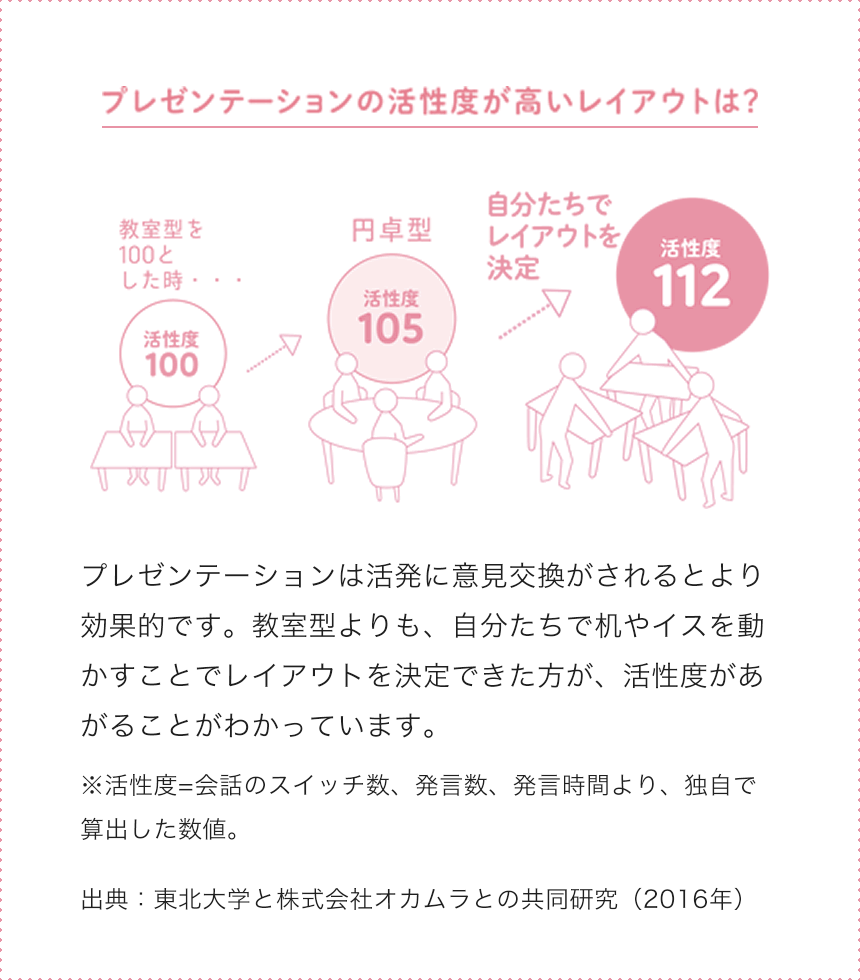 プレゼンテーションの活性度が高いレイアウトは?
教室型を
100と
した時・・・
活性度
100
円卓型
活性度
105
自分たちで
レイアウトを
決定
活性度
112
プレゼンテーションは活発に意見交換がされるとより
効果的です。教室型よりも、自分たちで机やイスを動
かすことでレイアウトを決定できた方が、活性度があ
がることがわかっています。
※活性度=会話のスイッチ数、発言数、発言時間より、独自で
算出した数値。
出典：東北大学と株式会社オカムラとの共同研究（2016年）